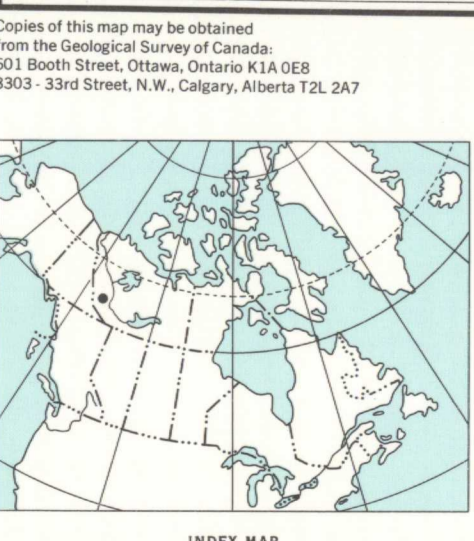 Copies of this map may be obtained
from the Geological Survey of Canada:
601 Booth Street, Ottawa, Ontario K1A 0E8
3303 - 33rd Street, N.W., Calgary, Alberta T2L 2A7
INDEX MAP